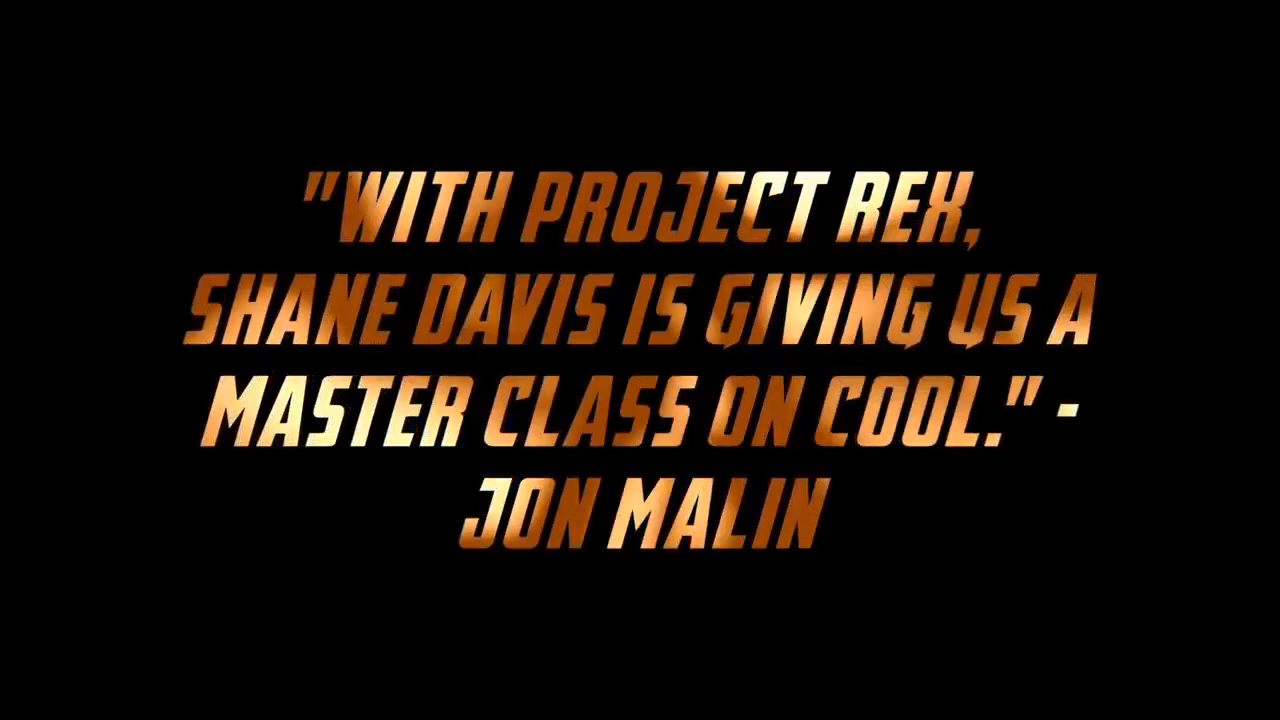 "WITH PROJECT REX,
SHANE DAVIS IS GIVING US A
MASTER CLASS ON COOL." -
JON MALIN